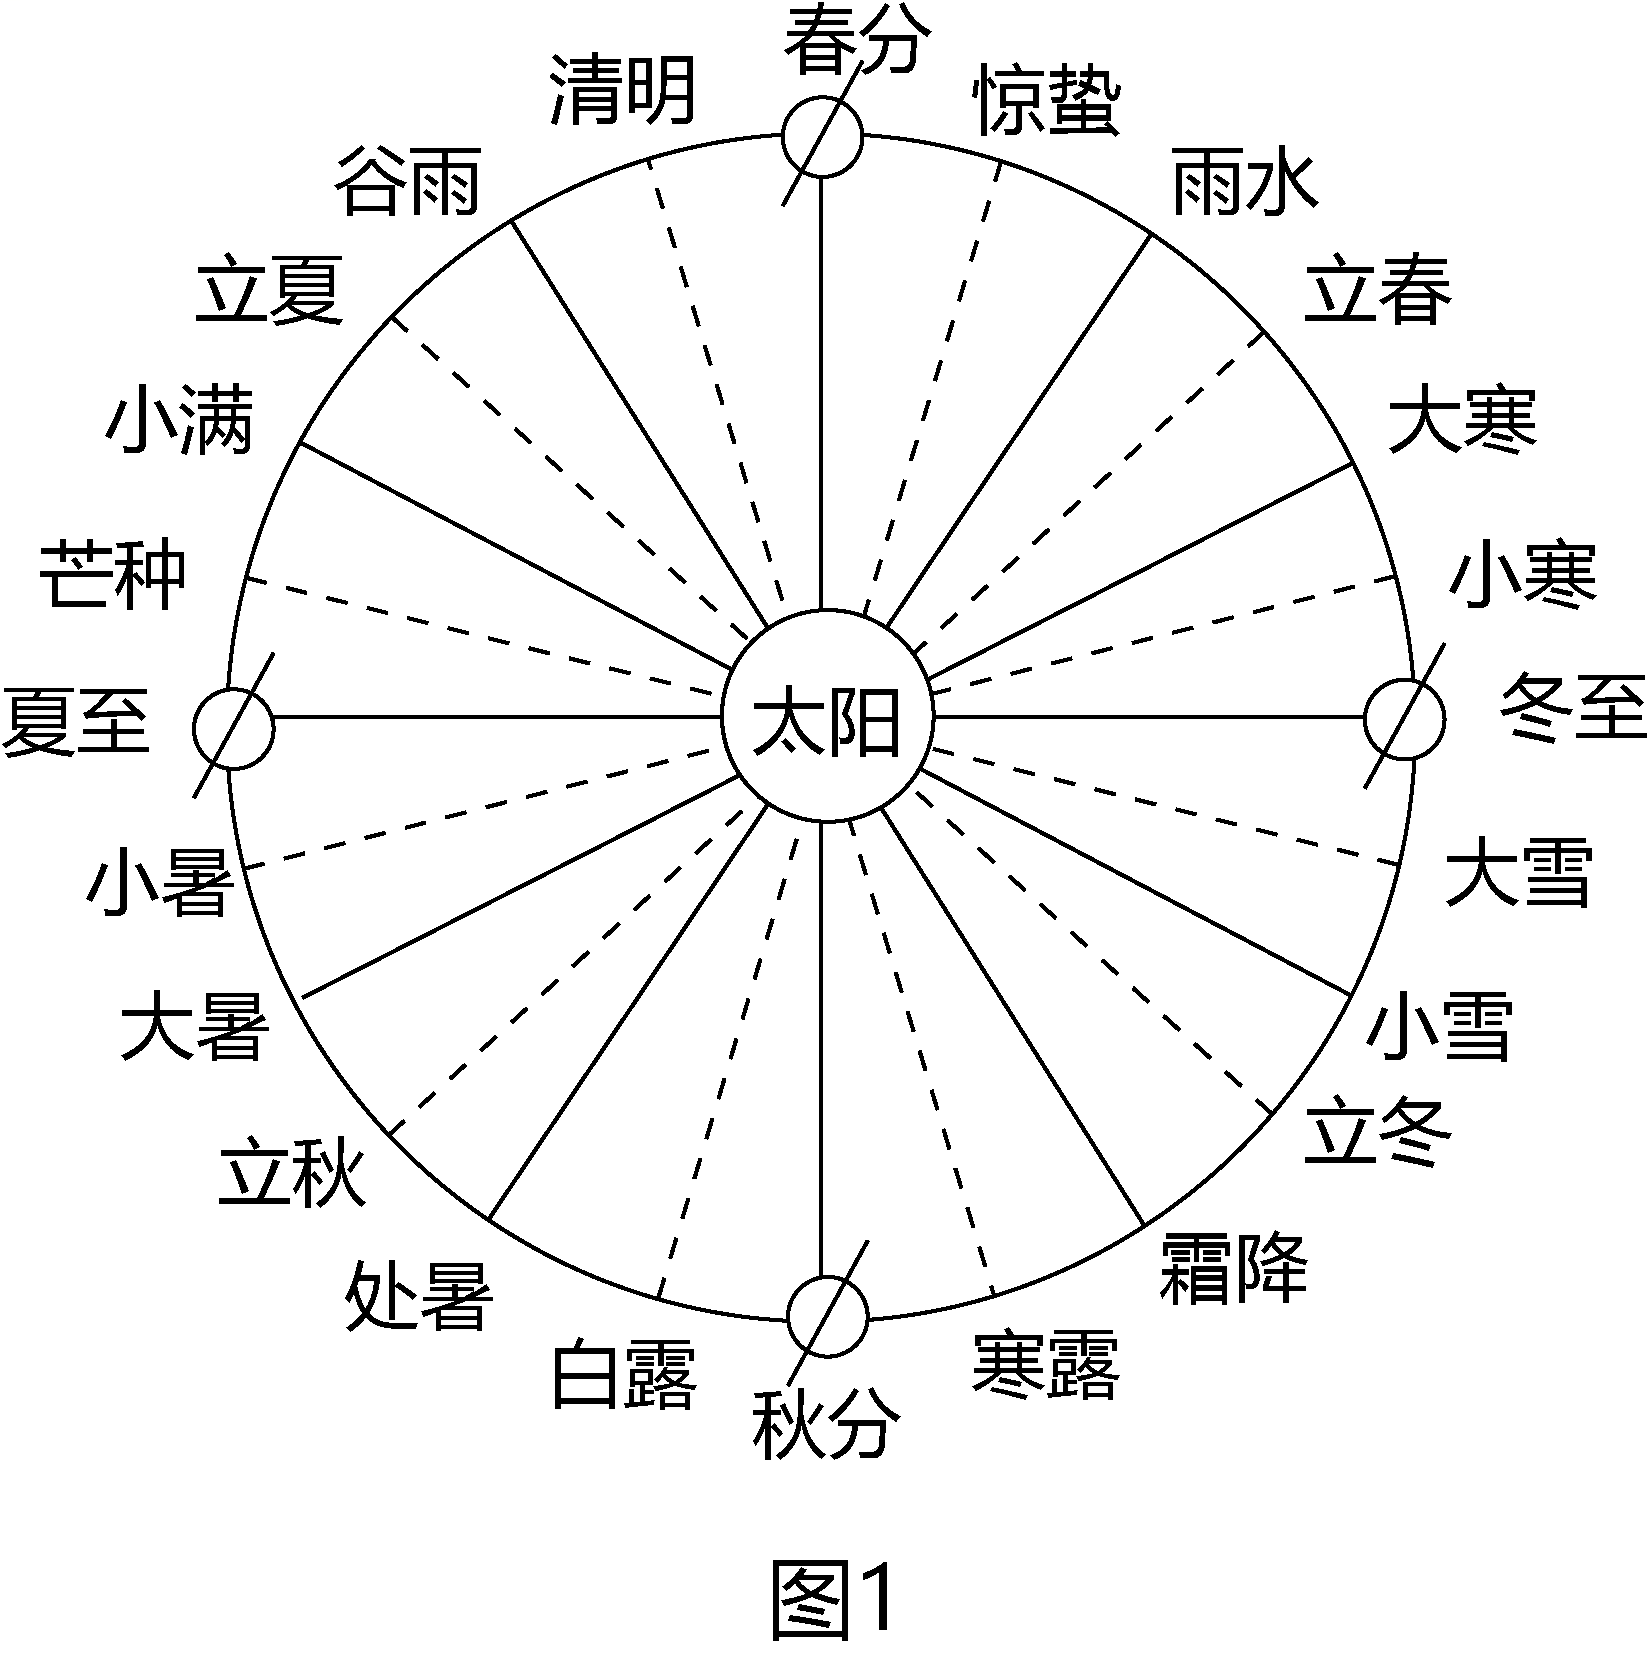 春分
清明
惊蛰
谷雨
雨水
立夏
立春
小满
大寒
芒种
小寒
夏至
太阳
冬至
小暑
大雪
大暑
小雪
立秋
立冬
处暑
霜降
白露
寒露
秋分
图1